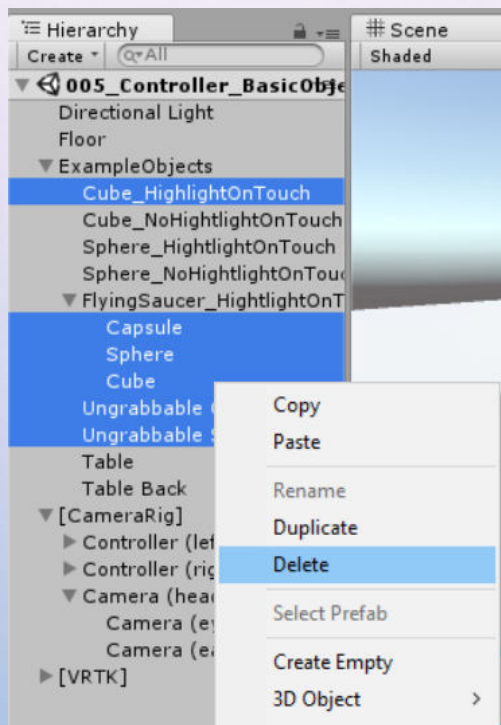 Hierarchy
Create
All
005_Controller_BasicObje
Directional Light
Floor
ExampleObjects
Cube_HighlightOnTouch
Cube_NoHightlightOnTouch
Sphere_HightlightOnTouch
Sphere_NoHightlightOnTou
FlyingSaucer_HightlightOnT
Capsule
Sphere
Cube
Ungrabbable
Ungrabbable
Table
Table Back
[CameraRig]
Controller (lef
Controller (rig
Camera (hea
Camera (ey
Camera (ea
[VRTK]
# Scene
Shaded
Copy
Paste
Rename
Duplicate
Delete
Select Prefab
Create Empty
3D Object